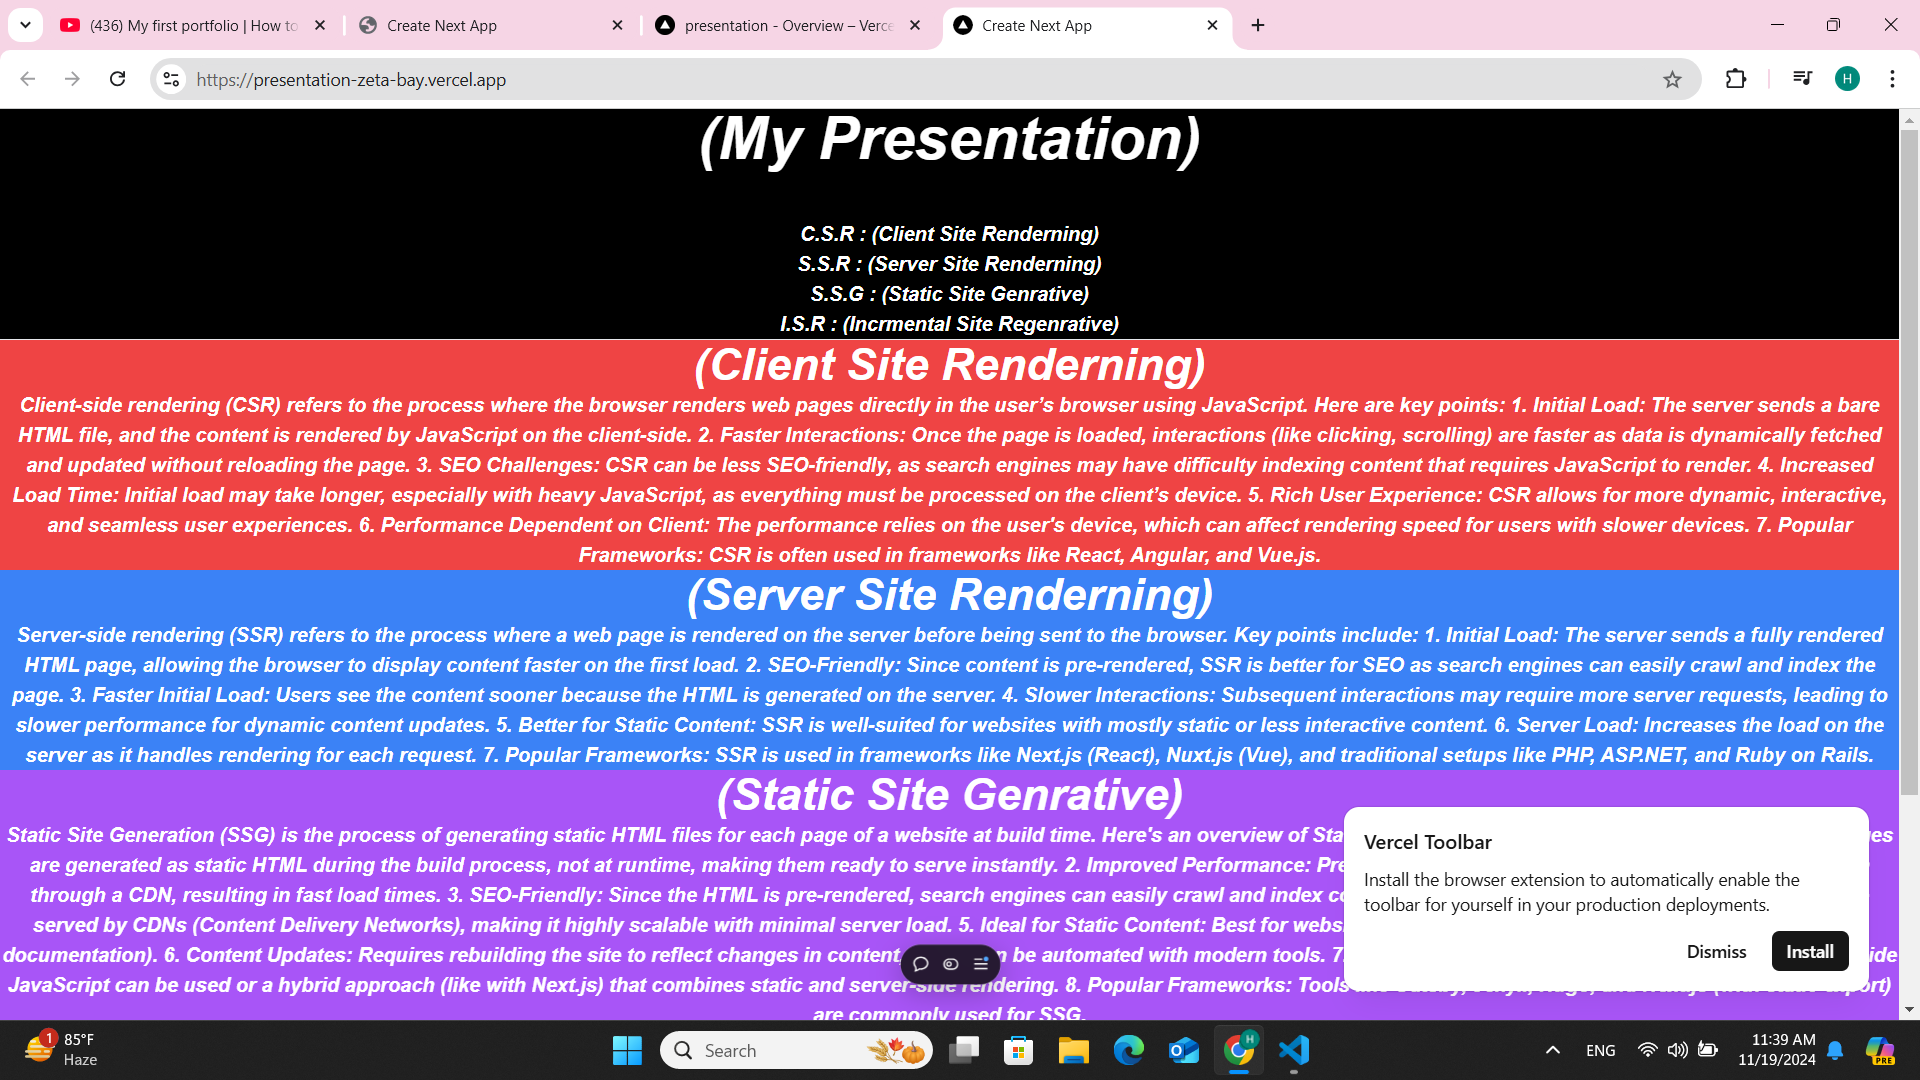 (436) My first portfolio | How to
Create Next App
presentation - Overview – Verce
Create Next App
https://presentation-zeta-bay.vercel.app
H
(My Presentation)
C.S.R : (Client Site Renderning)
S.S.R : (Server Site Renderning)
S.S.G : (Static Site Genrative)
I.S.R : (Incrmental Site Regenrative)
(Client Site Renderning)
Client-side rendering (CSR) refers to the process where the browser renders web pages directly in the user’s browser using JavaScript. Here are key points: 1. Initial Load: The server sends a bare
HTML file, and the content is rendered by JavaScript on the client-side. 2. Faster Interactions: Once the page is loaded, interactions (like clicking, scrolling) are faster as data is dynamically fetched
and updated without reloading the page. 3. SEO Challenges: CSR can be less SEO-friendly, as search engines may have difficulty indexing content that requires JavaScript to render. 4. Increased
Load Time: Initial load may take longer, especially with heavy JavaScript, as everything must be processed on the client’s device. 5. Rich User Experience: CSR allows for more dynamic, interactive,
and seamless user experiences. 6. Performance Dependent on Client: The performance relies on the user's device, which can affect rendering speed for users with slower devices. 7. Popular
Frameworks: CSR is often used in frameworks like React, Angular, and Vue.js.
(Server Site Renderning)
Server-side rendering (SSR) refers to the process where a web page is rendered on the server before being sent to the browser. Key points include: 1. Initial Load: The server sends a fully rendered
HTML page, allowing the browser to display content faster on the first load. 2. SEO-Friendly: Since content is pre-rendered, SSR is better for SEO as search engines can easily crawl and index the
page. 3. Faster Initial Load: Users see the content sooner because the HTML is generated on the server. 4. Slower Interactions: Subsequent interactions may require more server requests, leading to
slower performance for dynamic content updates. 5. Better for Static Content: SSR is well-suited for websites with mostly static or less interactive content. 6. Server Load: Increases the load on the
server as it handles rendering for each request. 7. Popular Frameworks: SSR is used in frameworks like Next.js (React), Nuxt.js (Vue), and traditional setups like PHP, ASP.NET, and Ruby on Rails.
(Static Site Genrative)
Static Site Generation (SSG) is the process of generating static HTML files for each page of a website at build time. Here's an overview of
are generated as static HTML during the build process, not at runtime, making them ready to serve instantly. 2. Improved Performance:
through a CDN, resulting in fast load times. 3. SEO-Friendly: Since the HTML is pre-rendered, search engines can easily crawl and index
served by CDNs (Content Delivery Networks), making it highly scalable with minimal server load. 5. Ideal for Static Content: Best for
documentation). 6. Content Updates: Requires rebuilding the site to reflect changes in content, be automated with modern tools. 7.
JavaScript can be used or a hybrid approach (like with Next.js) that combines static and server-side rendering. 8. Popular Frameworks: Tools
are commonly used for SSG.
Vercel Toolbar
Install the browser extension to automatically enable the
toolbar for yourself in your production deployments.
Dismiss
Install
1
85°F
Haze
Search
H
ENG
11:39 AM
11/19/2024
PRE